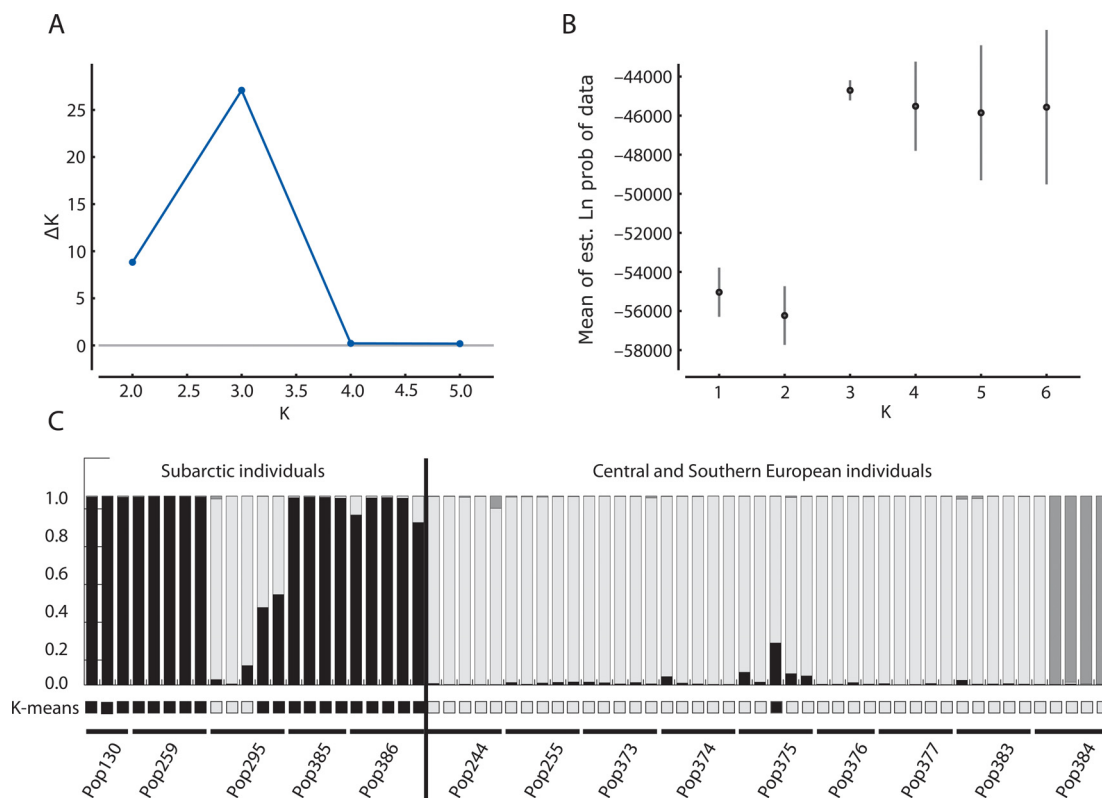 A
ΔK
25
20
15
10
5
0
2.0 2.5 3.0 3.5 4.0 4.5 5.0
K
B
Mean of est. Ln prob of data
–44000
–46000
–48000
–50000
–52000
–54000
–56000
–58000
1 2 3 4 5 6
K
C
Subarctic individuals Central and Southern European individuals
1.0
0.8
0.6
0.4
0.2
0.0
K-means
Pop130 Pop259 Pop295 Pop385 Pop386 Pop244 Pop255 Pop373 Pop374 Pop375 Pop376 Pop377 Pop383 Pop384